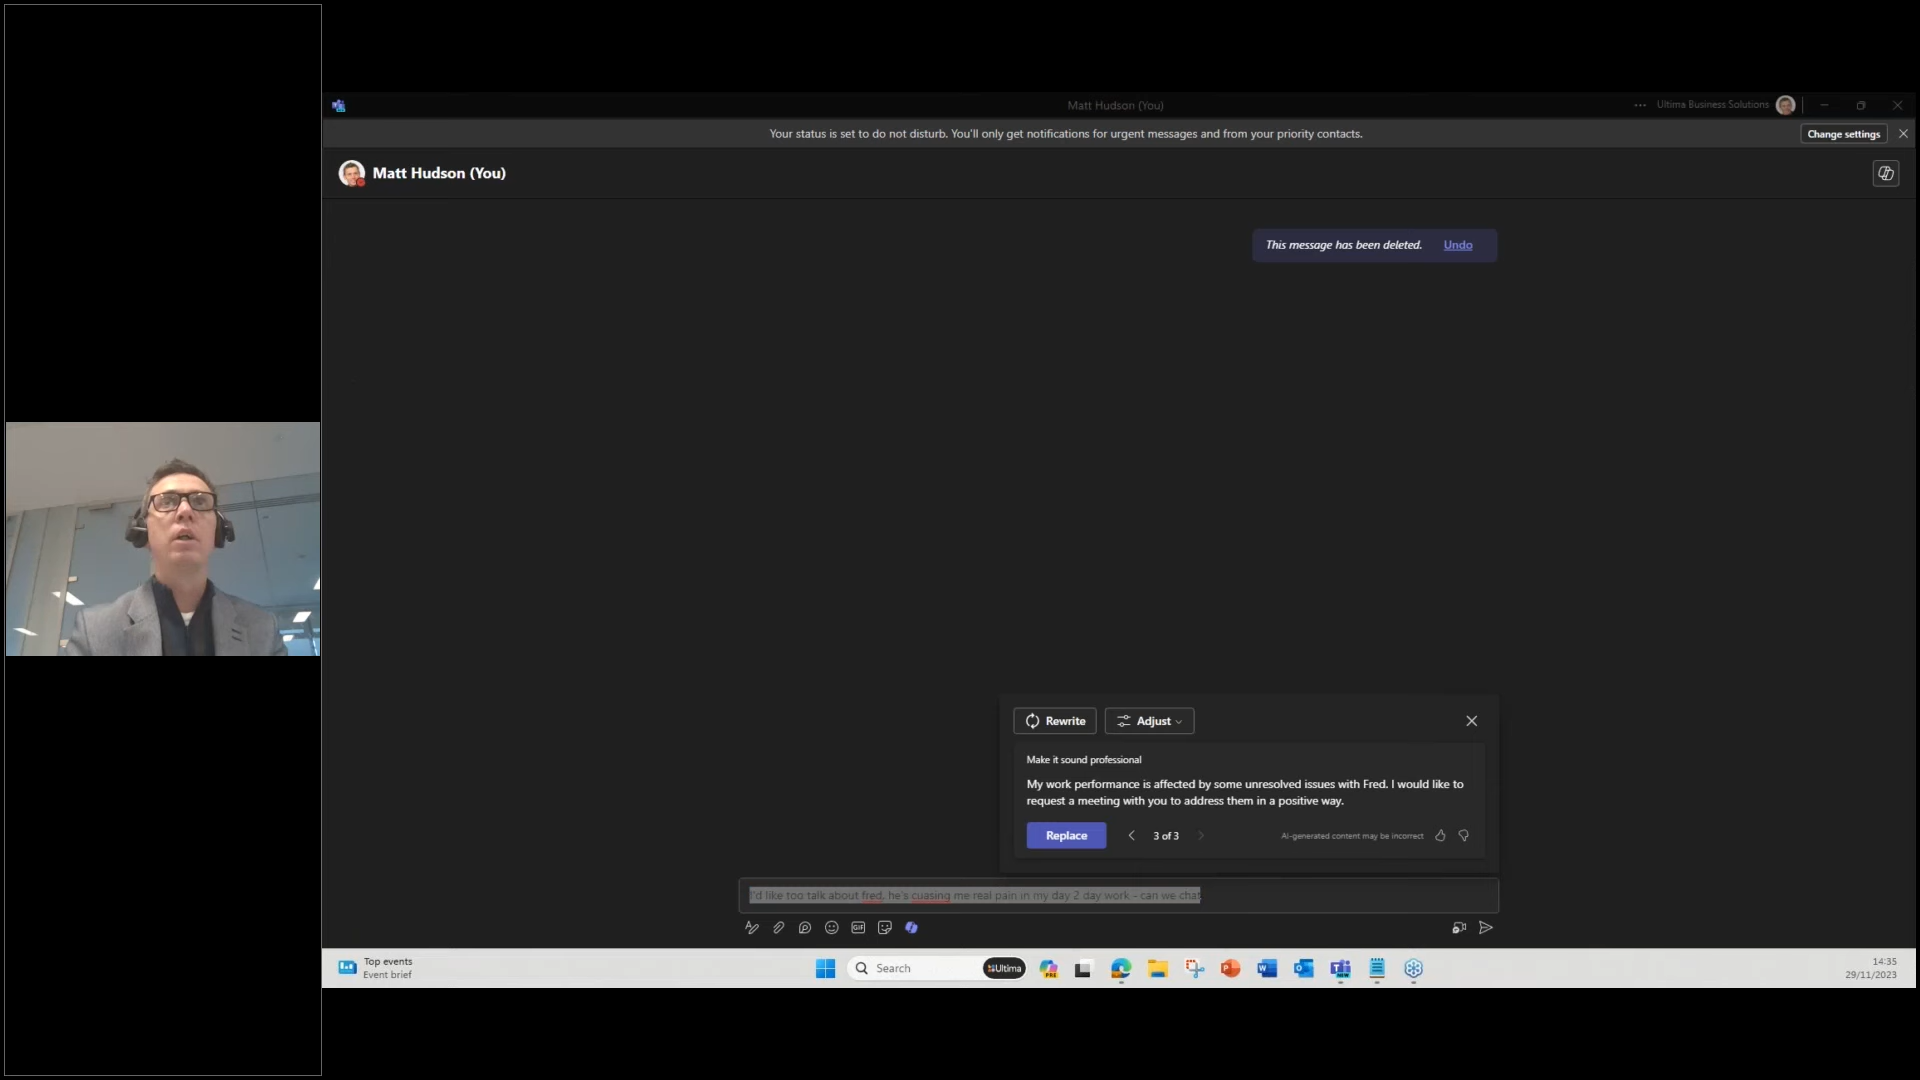 Matt Hudson (You)
Ultima Business Solutions
Your status is set to do not disturb. You'll only get notifications for urgent messages and from your priority contacts.
Change settings
Matt Hudson (You)
This message has been deleted. Undo
Rewrite
Adjust
Make it sound professional
My work performance is affected by some unresolved issues with Fred. I would like to
request a meeting with you to address them in a positive way.
Replace
3 of 3
AI-generated content may be incorrect
I'd like too talk about fred, he's cuasing me real pain in my day 2 day work - can we chat
GIF
Top events
Event brief
Search
Ultima
PRE
NEW
14:35
29/11/2023